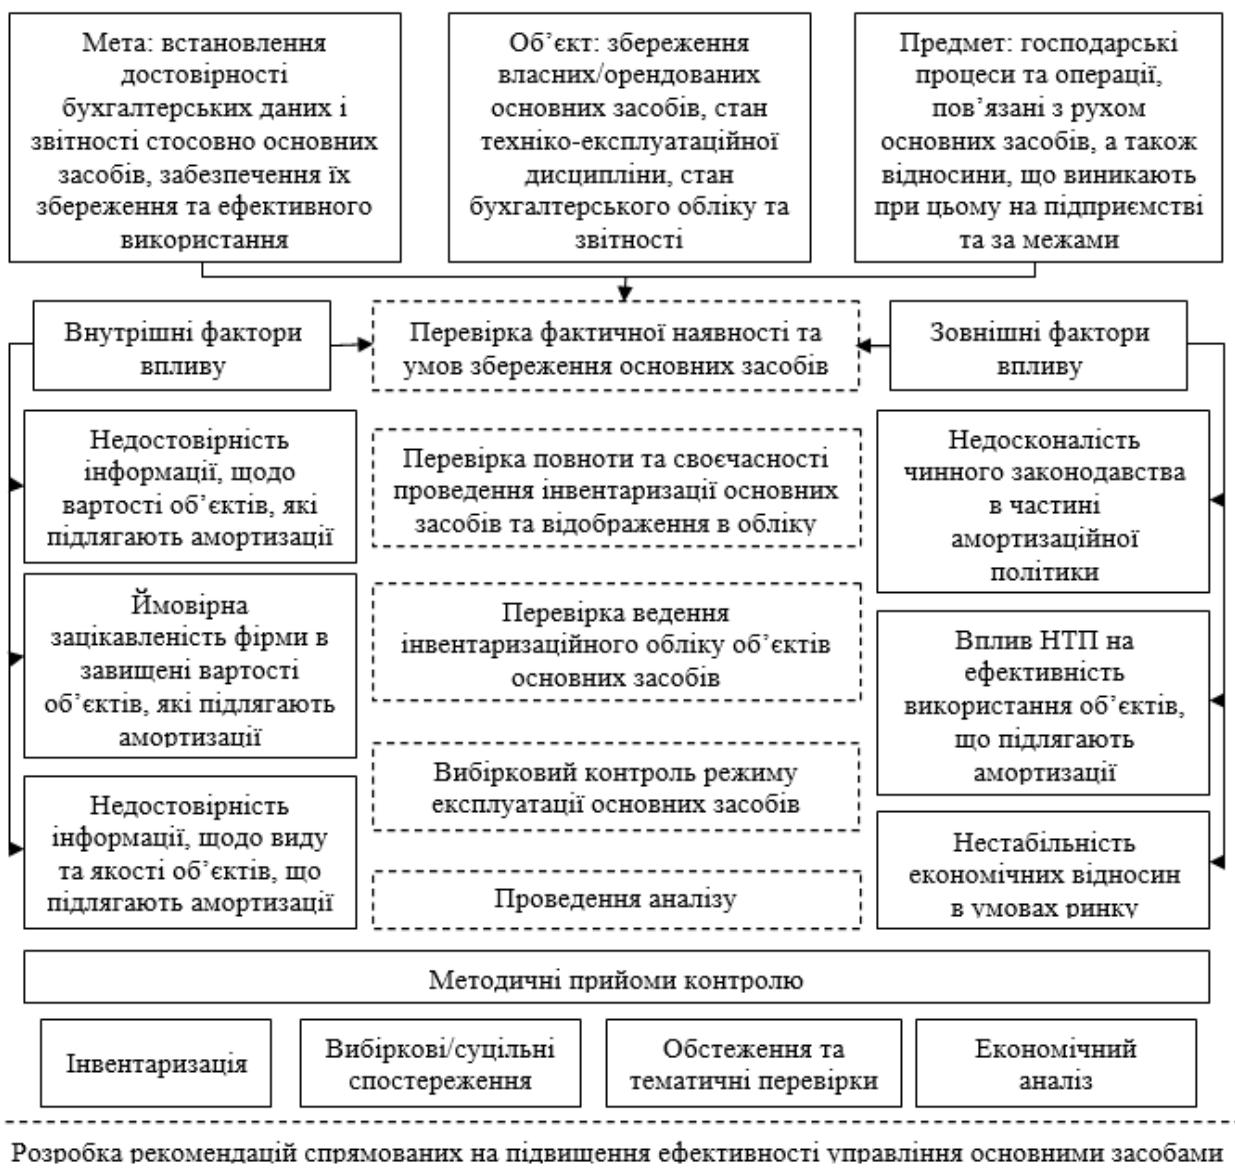 Мета: встановлення
достовірності
бухгалтерських даних і
звітності стосовно основних
засобів, забезпечення їх
збереження та ефективного
використання
Об’єкт: збереження
власних/орендованих
основних засобів, стан
техніко-експлуатаційної
дисципліни, стан
бухгалтерського обліку та
звітності
Предмет: господарські
процеси та операції,
пов’язані з рухом
основних засобів, а також
відносини, що виникають
при цьому на підприємстві
та за межами
Внутрішні фактори
впливу
Перевірка фактичної наявності та
умов збереження основних засобів
Зовнішні фактори
впливу
Недостовірність
інформації, щодо
вартості об’єктів, які
підлягають амортизації
Перевірка повноти та своєчасності
проведення інвентаризації основних
засобів та відображення в обліку
Недосконалість
чинного законодавства
в частині
амортизаційної
політики
Ймовірна
зацікавленість фірми в
завищені вартості
об’єктів, які підлягають
амортизації
Перевірка ведення
інвентаризаційного обліку об’єктів
основних засобів
Вплив НТП на
ефективність
використання об’єктів,
що підлягають
амортизації
Недостовірність
інформації, щодо виду
та якості об’єктів, що
підлягають амортизації
Вибірковий контроль режиму
експлуатації основних засобів
Проведення аналізу
Нестабільність
економічних відносин
в умовах ринку
Методичні прийоми контролю
Інвентаризація
Вибіркові/суцільні
спостереження
Обстеження та
тематичні перевірки
Економічний
аналіз
Розробка рекомендацій спрямованих на підвищення ефективності управління основними засобами